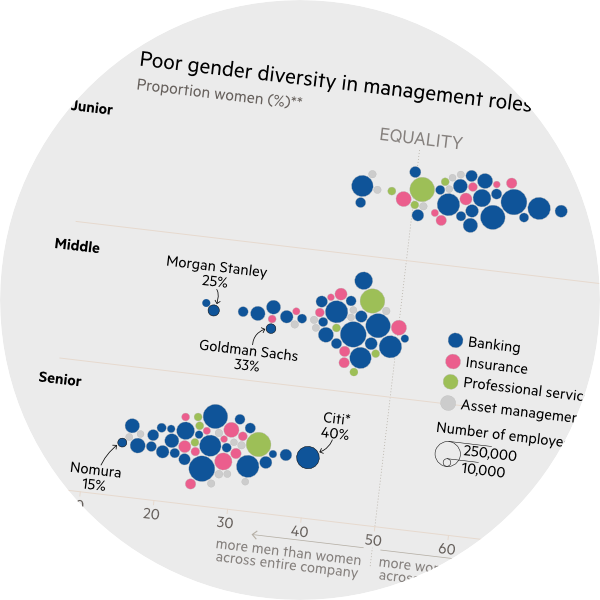 Poor gender diversity in management roles
Proportion women (%)**
Junior
EQUALITY
Middle
Morgan Stanley
25%
Goldman Sachs
33%
Banking
Insurance
Professional servic
Asset managemen
Senior
Citi*
40%
Number of employe
250,000
10,000
Nomura
15%
20
30
40
50
60
more men than women
across entire company
more wo
across